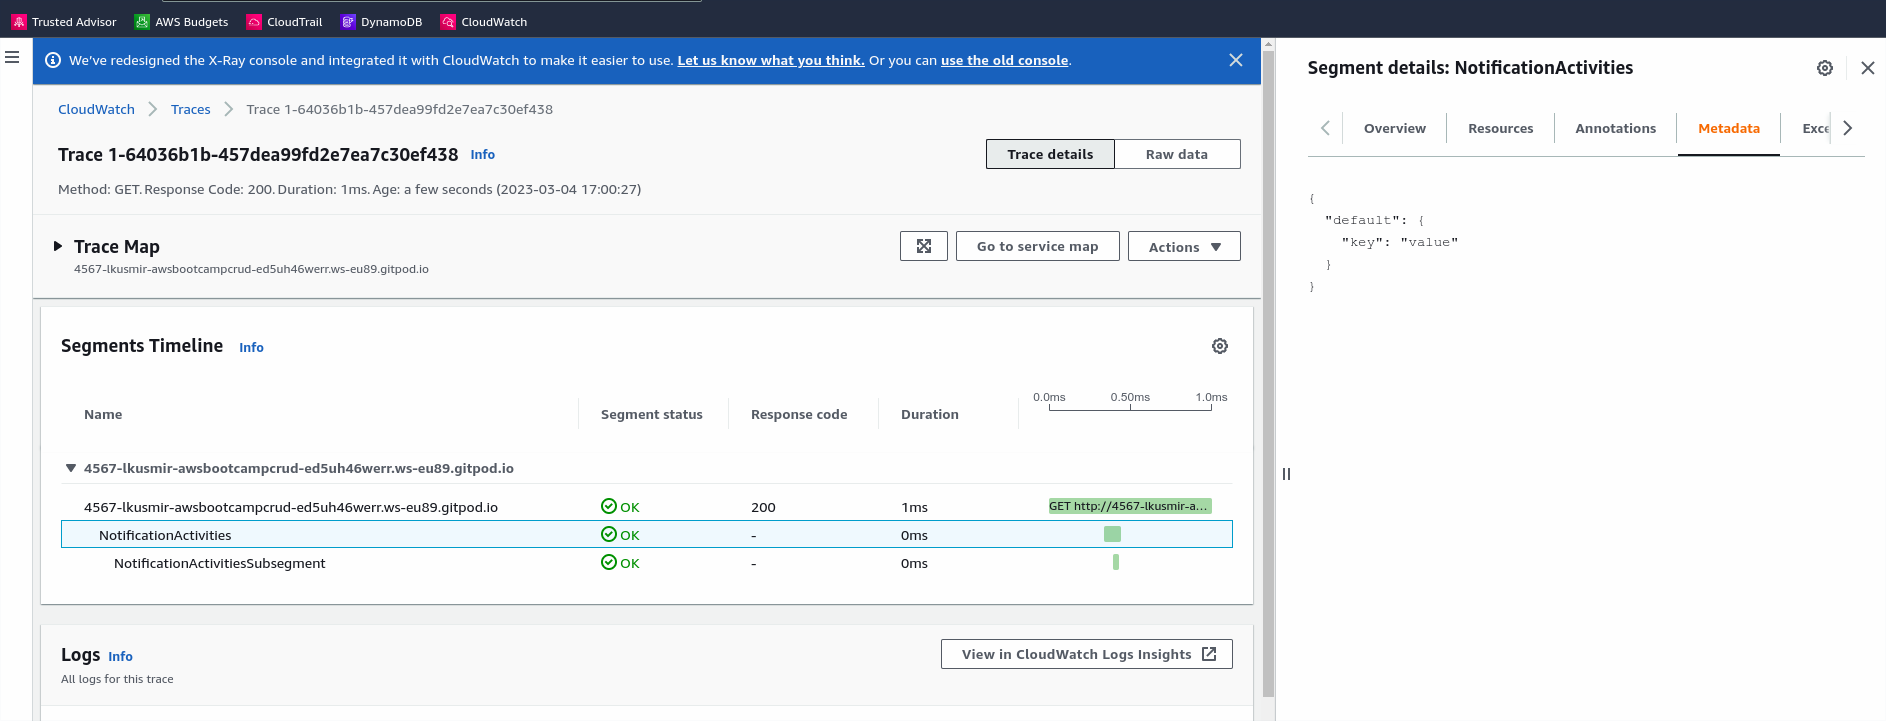 Trusted Advisor AWS Budgets CloudTrail DynamoDB CloudWatch
We've redesigned the X-Ray console and integrated it with CloudWatch to make it easier to use. Let us know what you think. Or you can use the old console.
CloudWatch Traces Trace 1-64036b1b-457dea99fd2e7ea7c30ef438
Trace 1-64036b1b-457dea99fd2e7ea7c30ef438 Info
Trace details Raw data
Method: GET. Response Code: 200. Duration: 1ms. Age: a few seconds (2023-03-04 17:00:27)
Trace Map
4567-lkusmir-awsbootcampcrud-ed5uh46werr.ws-eu89.gitpod.io
Go to service map Actions
Segments Timeline Info
0.0ms 0.50ms 1.0ms
Name Segment status Response code Duration
4567-lkusmir-awsbootcampcrud-ed5uh46werr.ws-eu89.gitpod.io
4567-lkusmir-awsbootcampcrud-ed5uh46werr.ws-eu89.gitpod.io OK 200 1ms GET http://4567-lkusmir-a...
NotificationActivities OK - 0ms
NotificationActivitiesSubsegment OK - 0ms
Logs Info
All logs for this trace
View in CloudWatch Logs Insights
Segment details: NotificationActivities
Overview Resources Annotations Metadata Exce
{
"default": {
"key": "value"
}
}